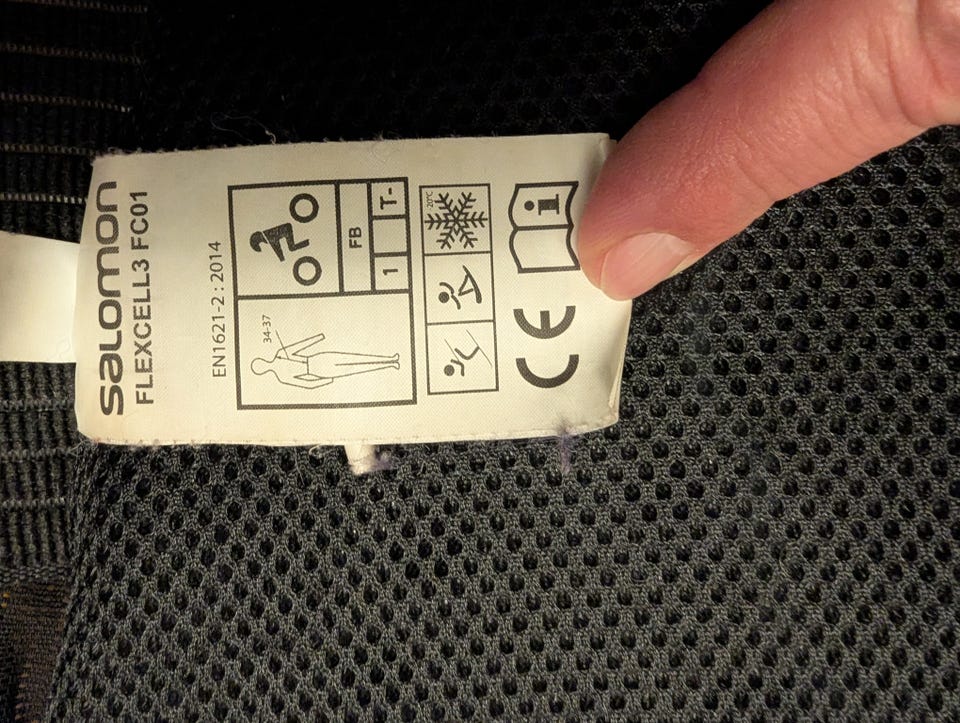 salomon
FLEXCELL3 FC01
EN1621-2 : 2014
34-37
FB
1 T-
-20°C
i
CE